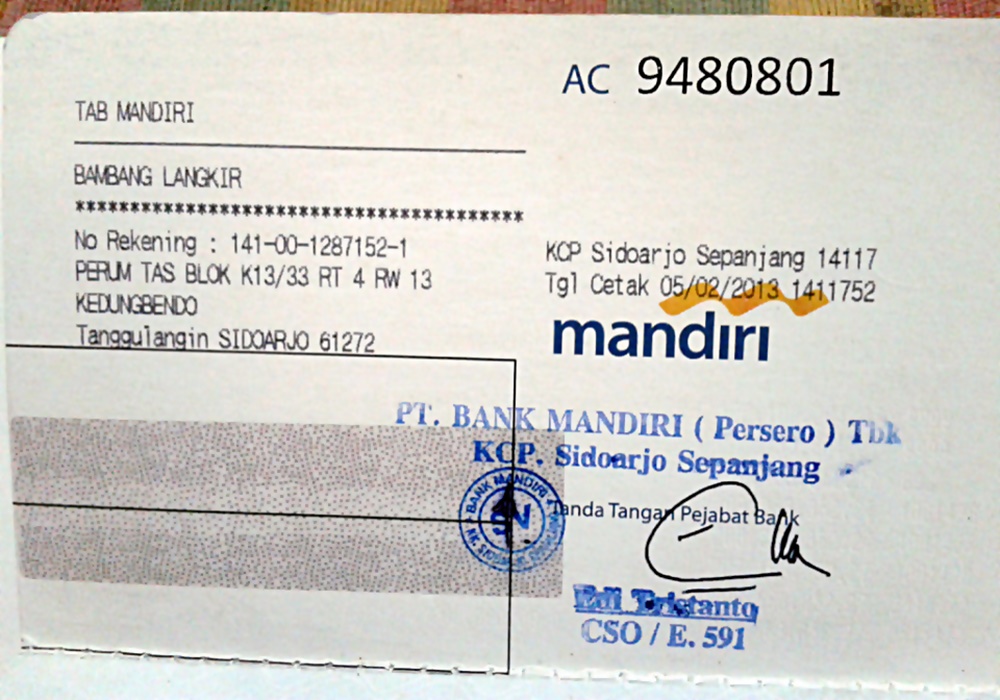 AC 9480801
TAB MANDIRI
BAMBANG LANGKIR
****************************************
No Rekening : 141-00-1287152-1
PERUM TAS BLOK K13/33 RT 4 RW 13
KEDUNGBENDO
Tanggulangin SIDOARJO 61272
KCP Sidoarjo Sepanjang 14117
Tgl Cetak 05/02/2013 1411752
mandiri
PT. BANK MANDIRI ( Persero ) Tbk
KCP. Sidoarjo Sepanjang
BANK MANDIRI
Tanda Tangan Pejabat Bank
Edi Tristanto
CSO / E. 591